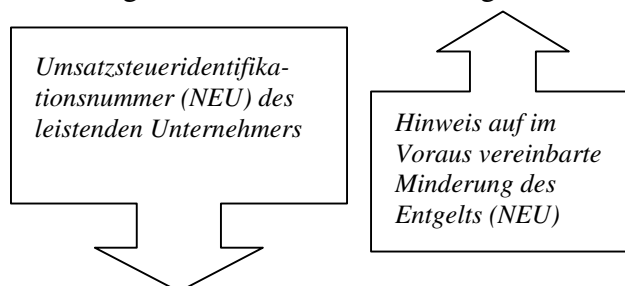 Umsatzsteueridentifika-
tionsnummer (NEU) des
leistenden Unternehmers
Hinweis auf im
Voraus vereinbarte
Minderung des
Entgelts (NEU)